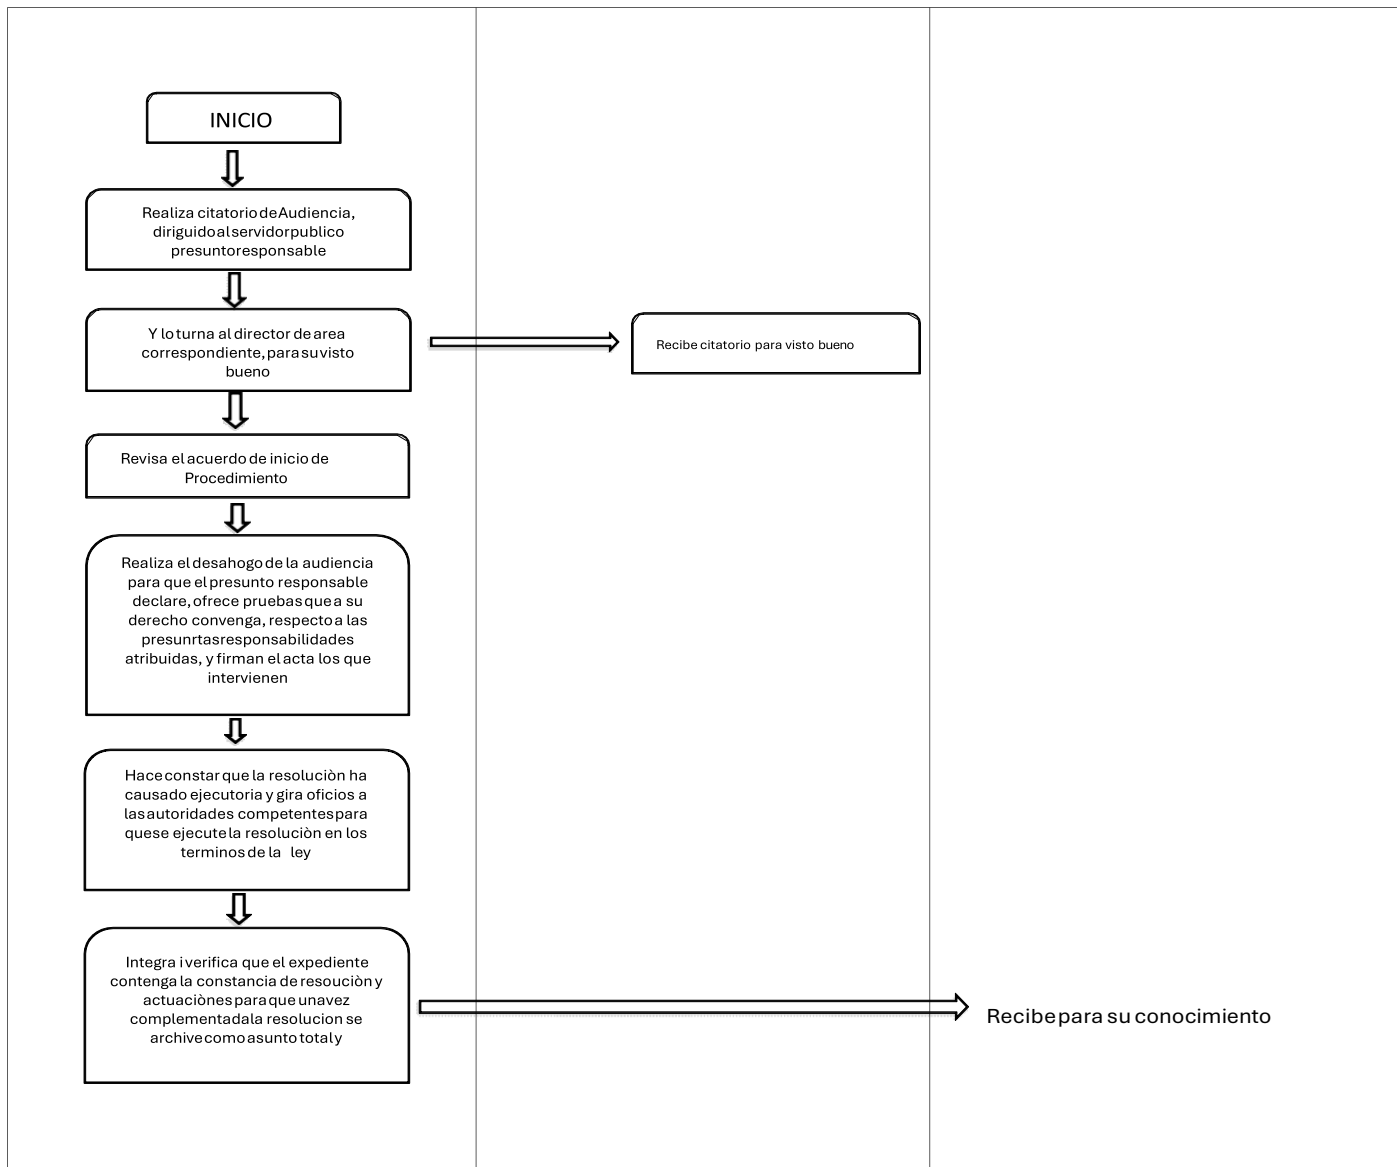 INICIO
Realiza citatorio de Audiencia,
diriguido al servidor publico
presunto responsable
Y lo turna al director de area
correspondiente, para su visto
bueno
Recibe citatorio para visto bueno
Revisa el acuerdo de inicio de
Procedimiento
Realiza el desahogo de la audiencia
para que el presunto responsable
declare, ofrece pruebas que a su
derecho convenga, respecto a las
presunrtas responsabilidades
atribuidas, y firman el acta los que
intervienen
Hace constar que la resoluciòn ha
causado ejecutoria y gira oficios a
las autoridades competentes para
quese ejecute la resoluciòn en los
terminos de la ley
Integra i verifica que el expediente
contenga la constancia de resouciòn y
actuaciònes para que una vez
complementada la resolucion se
archive como asunto total y
Recibe para su conocimiento